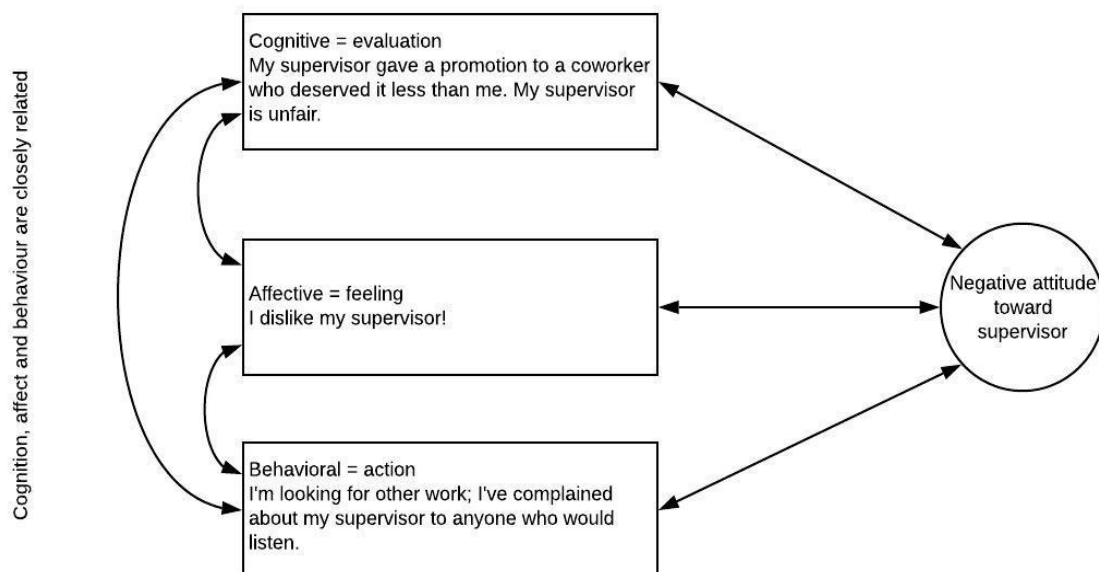 Cognition, affect and behaviour are closely related
Cognitive = evaluation
My supervisor gave a promotion to a coworker
who deserved it less than me. My supervisor
is unfair.
Affective = feeling
I dislike my supervisor!
Behavioral = action
I'm looking for other work; I've complained
about my supervisor to anyone who would
listen.
Negative attitude
toward
supervisor